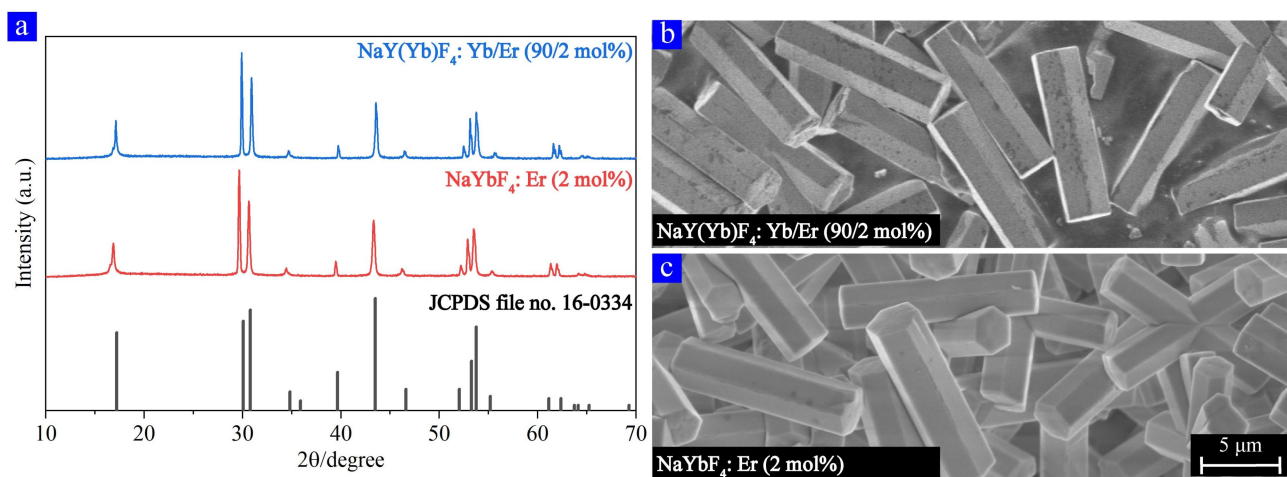 a
NaY(Yb)F₄: Yb/Er (90/2 mol%)
NaYbF₄: Er (2 mol%)
JCPDS file no. 16-0334
Intensity (a.u.)
10 20 30 40 50 60 70
2θ/degree
b
NaY(Yb)F₄: Yb/Er (90/2 mol%)
c
NaYbF₄: Er (2 mol%)
5 μm